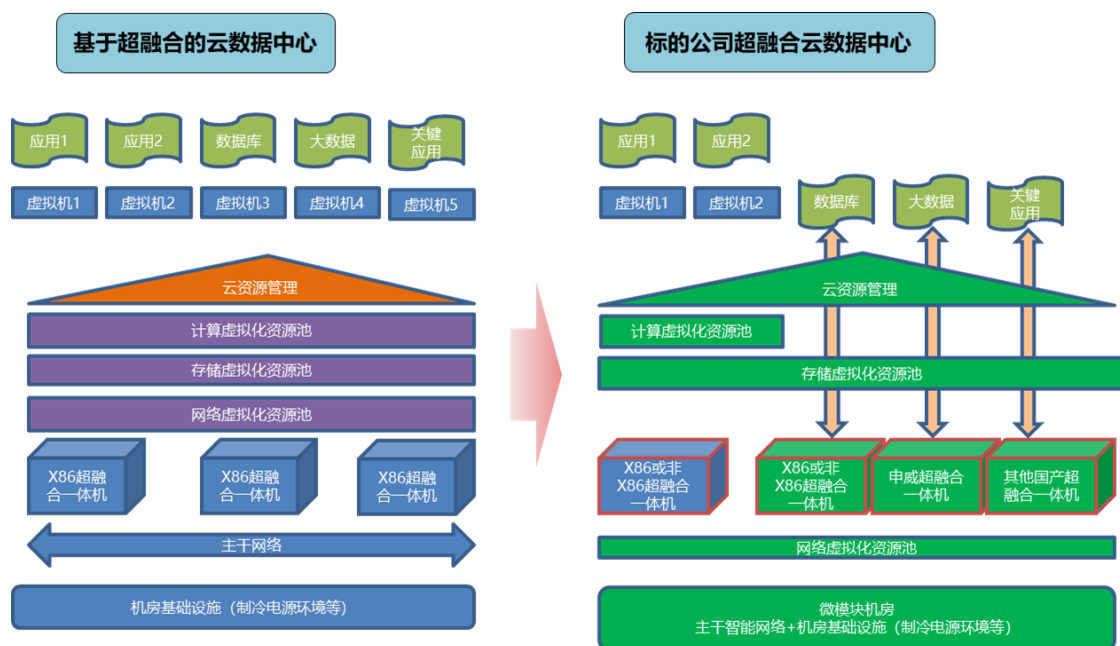 基于超融合的云数据中心
应用1
应用2
数据库
大数据
关键
应用
虚拟机1
虚拟机2
虚拟机3
虚拟机4
虚拟机5
云资源管理
计算虚拟化资源池
存储虚拟化资源池
网络虚拟化资源池
X86超融
合一体机
X86超融
合一体机
X86超融
合一体机
主干网络
机房基础设施（制冷电源环境等）
标的公司超融合云数据中心
应用1
应用2
虚拟机1
虚拟机2
数据库
大数据
关键
应用
云资源管理
计算虚拟化资源池
存储虚拟化资源池
X86或非
X86超融合
一体机
X86或非
X86超融合
一体机
申威超融合
一体机
其他国产超
融合一体机
网络虚拟化资源池
微模块机房
主干智能网络+机房基础设施（制冷电源环境等）